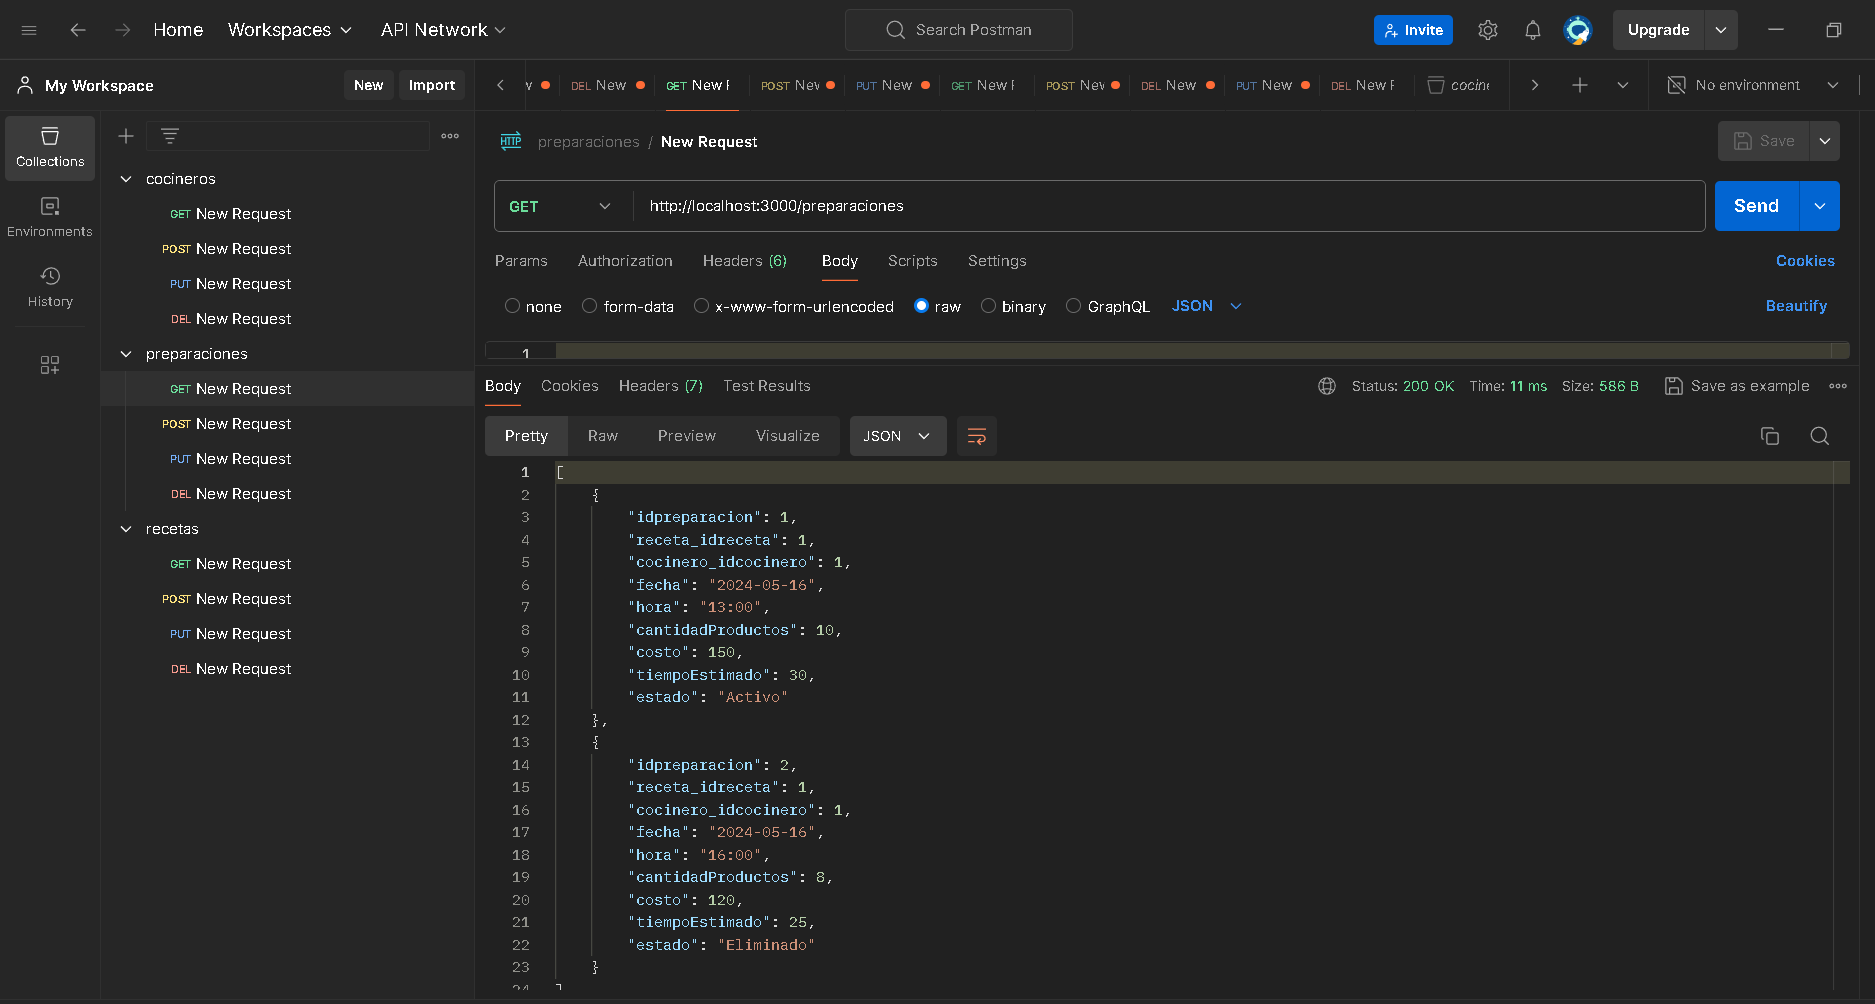 Home Workspaces API Network Search Postman Invite Upgrade
My Workspace New Import
DEL New GET New POST New PUT New GET New POST New DEL New PUT New DEL New No environment
Collections
Environments
History
cocineros
GET New Request
POST New Request
PUT New Request
DEL New Request
preparaciones
GET New Request
POST New Request
PUT New Request
DEL New Request
recetas
GET New Request
POST New Request
PUT New Request
DEL New Request
HTTP preparaciones / New Request Save
GET http://localhost:3000/preparaciones Send
Params Authorization Headers (6) Body Scripts Settings Cookies
none form-data x-www-form-urlencoded raw binary GraphQL JSON Beautify
1
Body Cookies Headers (7) Test Results Status: 200 OK Time: 11 ms Size: 586 B Save as example
Pretty Raw Preview Visualize JSON
1 [
2 {
3 "idpreparacion": 1,
4 "receta_idreceta": 1,
5 "cocinero_idcocinero": 1,
6 "fecha": "2024-05-16",
7 "hora": "13:00",
8 "cantidadProductos": 10,
9 "costo": 150,
10 "tiempoEstimado": 30,
11 "estado": "Activo"
12 },
13 {
14 "idpreparacion": 2,
15 "receta_idreceta": 1,
16 "cocinero_idcocinero": 1,
17 "fecha": "2024-05-16",
18 "hora": "16:00",
19 "cantidadProductos": 8,
20 "costo": 120,
21 "tiempoEstimado": 25,
22 "estado": "Eliminado"
23 }
24 ]